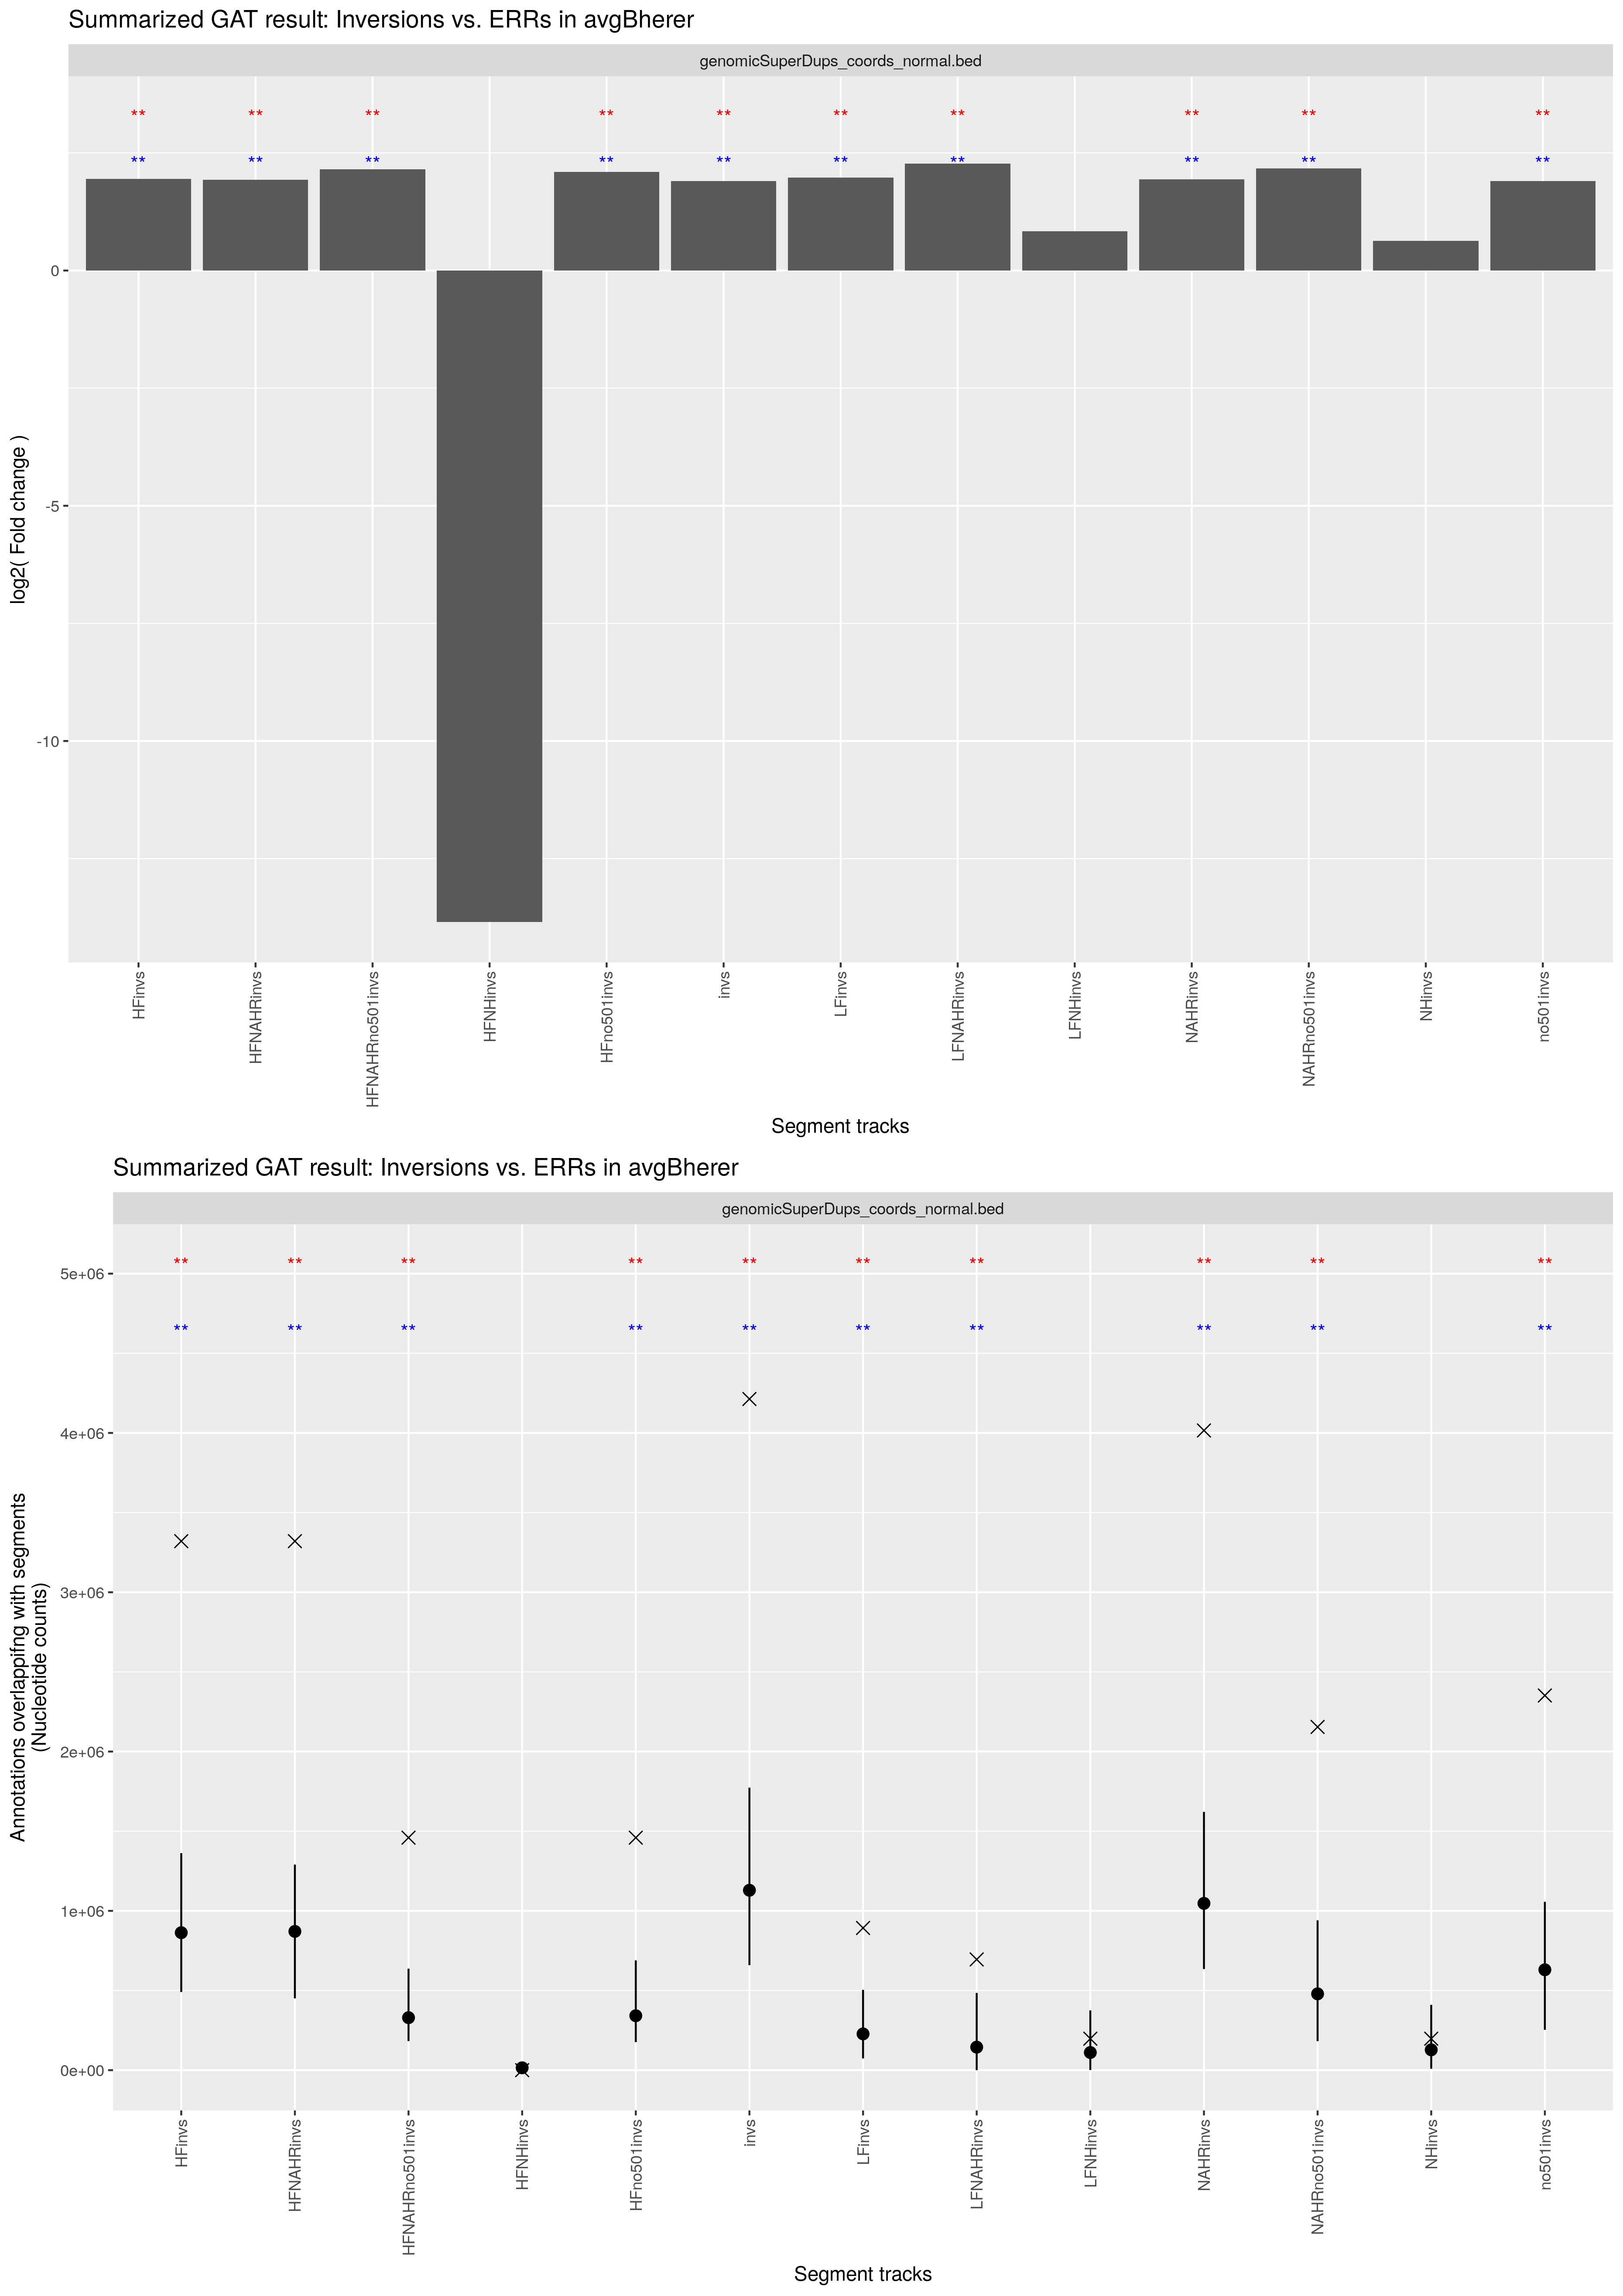 Summarized GAT result: Inversions vs. ERRs in avgBherer
genomicSuperDups_coords_normal.bed
** ** ** ** ** ** ** ** ** **
** ** ** ** ** ** ** ** ** **
0
-5
-10
log2( Fold change )
HFinvs
HFNAHRinvs
HFNAHRno501invs
HFNHinvs
HFno501invs
invs
LFinvs
LFNAHRinvs
LFNHinvs
NAHRinvs
NAHRno501invs
NHinvs
no501invs
Segment tracks
Summarized GAT result: Inversions vs. ERRs in avgBherer
genomicSuperDups_coords_normal.bed
** ** ** ** ** ** ** ** ** **
** ** ** ** ** ** ** ** ** **
5e+06
4e+06
3e+06
2e+06
1e+06
0e+00
Annotations overlappifng with segments
(Nucleotide counts)
HFinvs
HFNAHRinvs
HFNAHRno501invs
HFNHinvs
HFno501invs
invs
LFinvs
LFNAHRinvs
LFNHinvs
NAHRinvs
NAHRno501invs
NHinvs
no501invs
Segment tracks